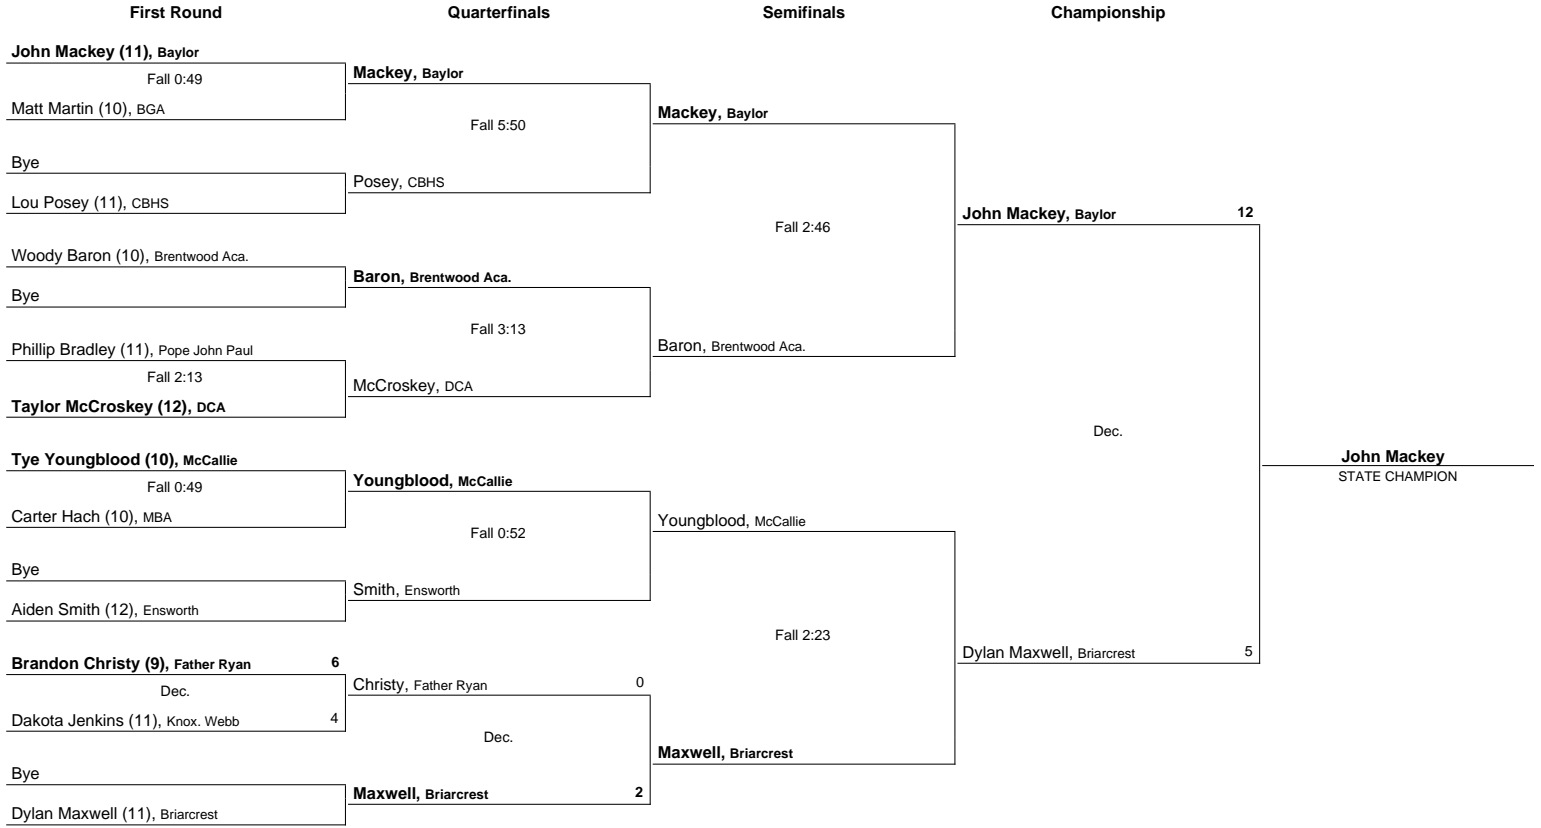 First Round
Quarterfinals
Semifinals
Championship
John Mackey (11), Baylor
Fall 0:49
Matt Martin (10), BGA
Bye
Lou Posey (11), CBHS
Woody Baron (10), Brentwood Aca.
Bye
Phillip Bradley (11), Pope John Paul
Fall 2:13
Taylor McCroskey (12), DCA
Tye Youngblood (10), McCallie
Fall 0:49
Carter Hach (10), MBA
Bye
Aiden Smith (12), Ensworth
Brandon Christy (9), Father Ryan 6
Dec.
Dakota Jenkins (11), Knox. Webb 4
Bye
Dylan Maxwell (11), Briarcrest
Mackey, Baylor
Fall 5:50
Posey, CBHS
Baron, Brentwood Aca.
Fall 3:13
McCroskey, DCA
Youngblood, McCallie
Fall 0:52
Smith, Ensworth
Christy, Father Ryan 0
Dec.
Maxwell, Briarcrest 2
Mackey, Baylor
Fall 2:46
Baron, Brentwood Aca.
Youngblood, McCallie
Fall 2:23
Maxwell, Briarcrest
John Mackey, Baylor 12
Dec.
Dylan Maxwell, Briarcrest 5
John Mackey
STATE CHAMPION